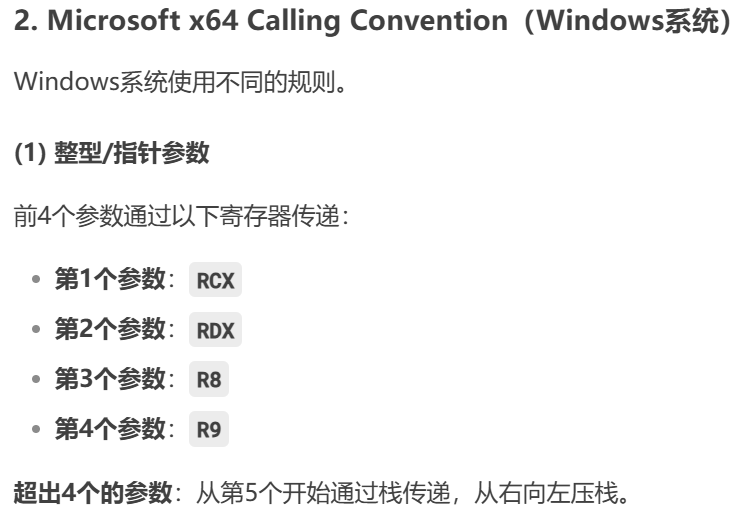 2. Microsoft x64 Calling Convention（Windows系统）
Windows系统使用不同的规则。
(1) 整型/指针参数
前4个参数通过以下寄存器传递：
• 第1个参数：RCX
• 第2个参数：RDX
• 第3个参数：R8
• 第4个参数：R9
超出4个的参数：从第5个开始通过栈传递，从右向左压栈。